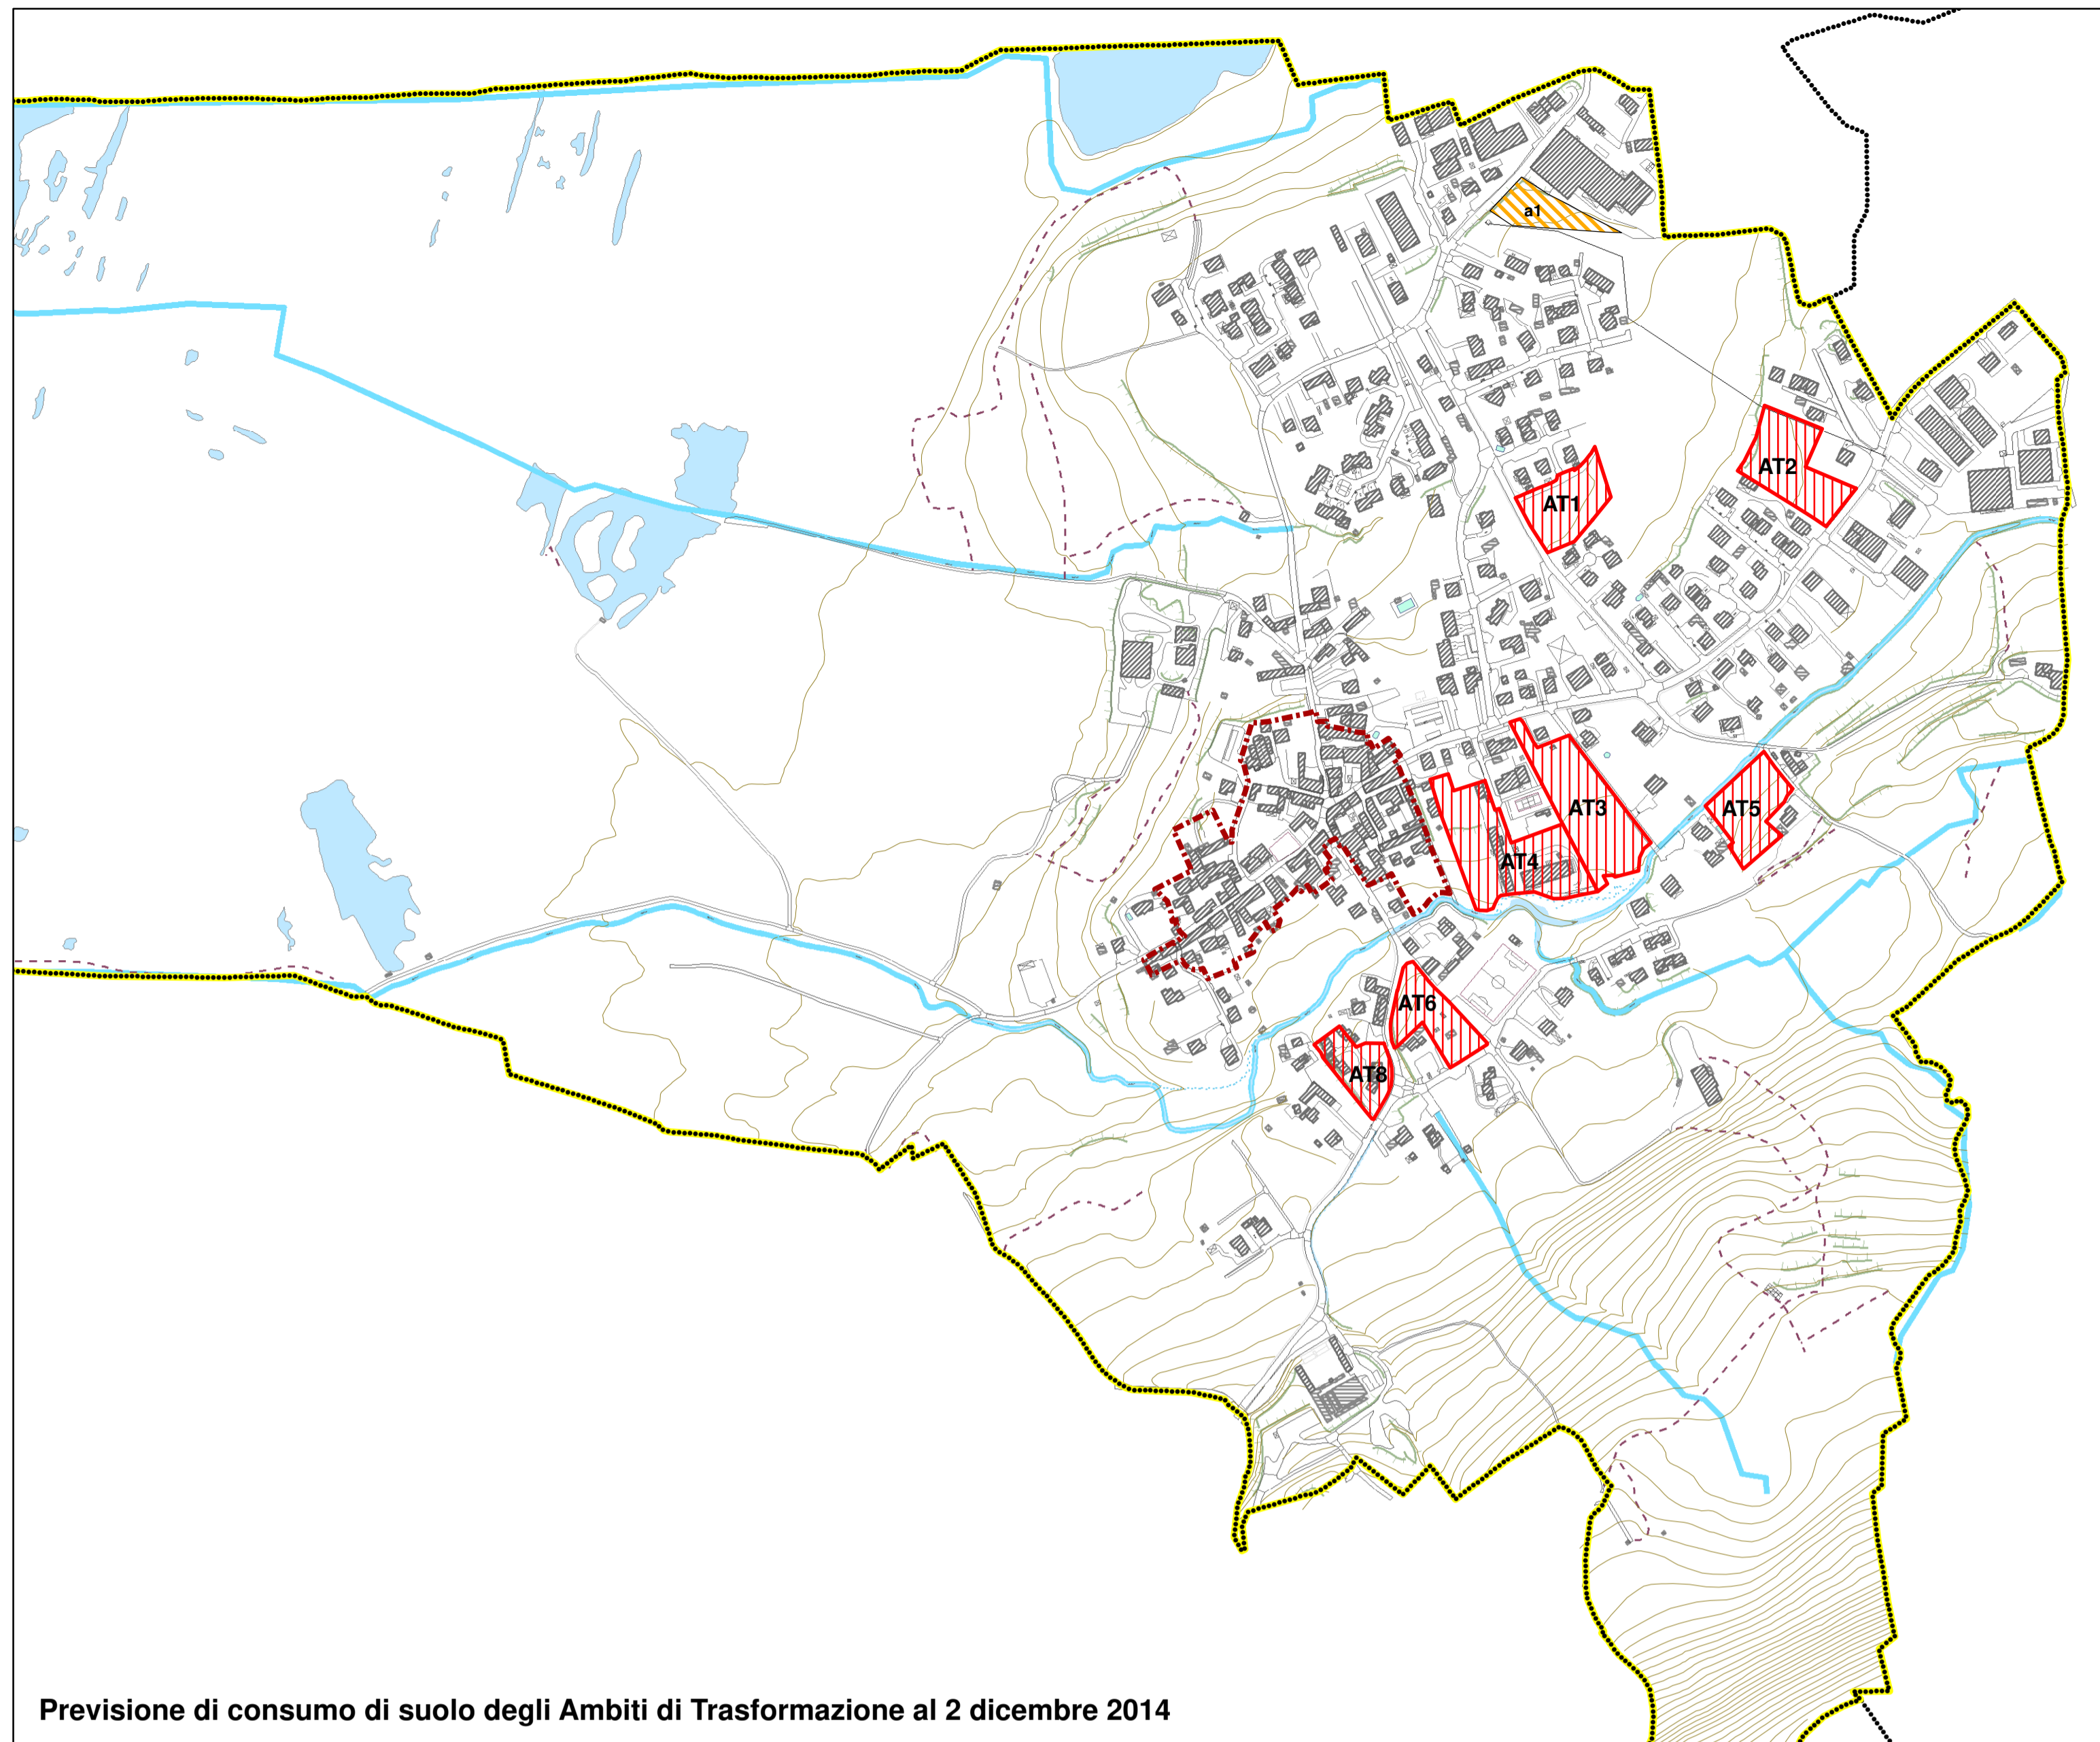 a1
AT2
AT1
AT3
AT5
AT4
AT6
AT8
Previsione di consumo di suolo degli Ambiti di Trasformazione al 2 dicembre 2014